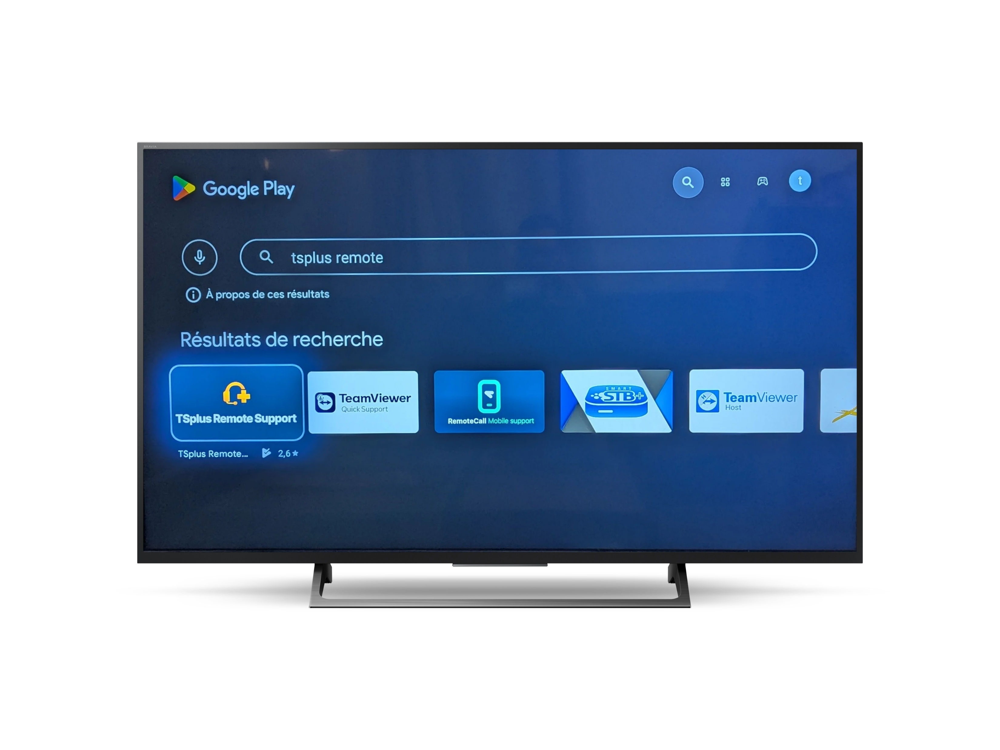 BRAVIA
Google Play
t
tsplus remote
À propos de ces résultats
Résultats de recherche
TSplus Remote Support
TeamViewer
Quick Support
RemoteCall Mobile support
SMART
STB+
TeamViewer
Host
H
TSplus Remote... 2,6★